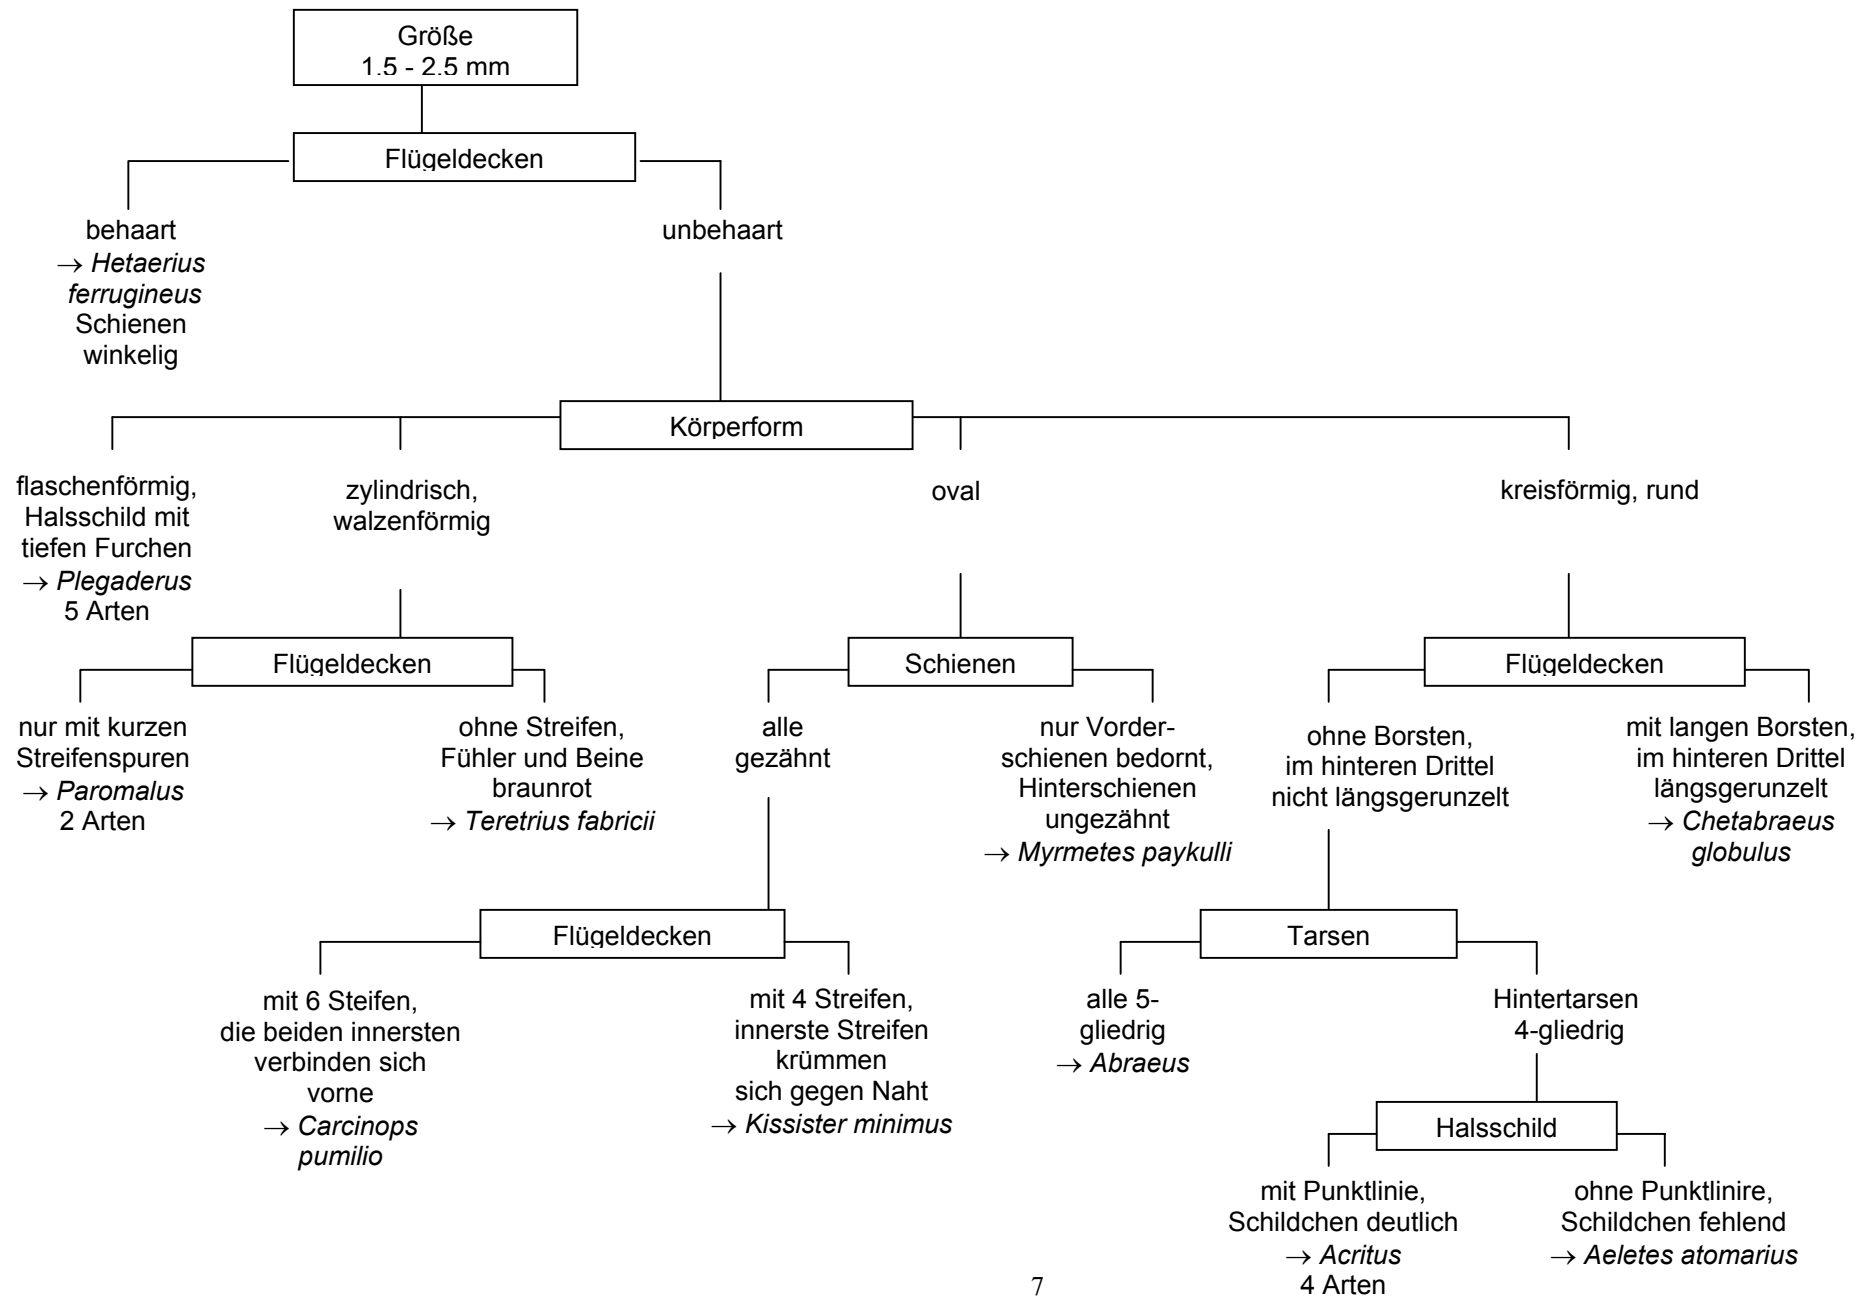 Größe
1.5 - 2.5 mm
Flügeldecken
behaart
→ Hetaerius
ferrugineus
Schienen
winkelig
unbehaart
Körperform
flaschenförmig,
Halsschild mit
tiefen Furchen
→ Plegaderus
5 Arten
zylindrisch,
walzenförmig
oval
kreisförmig, rund
Flügeldecken
nur mit kurzen
Streifenspuren
→ Paromalus
2 Arten
ohne Streifen,
Fühler und Beine
braunrot
→ Teretrius fabricii
Schienen
alle
gezähnt
nur Vorder-
schienen bedornt,
Hinterschienen
ungezähnt
→ Myrmetes paykulli
Flügeldecken
ohne Borsten,
im hinteren Drittel
nicht längsgerunzelt
mit langen Borsten,
im hinteren Drittel
längsgerunzelt
→ Chetabraeus
globulus
Flügeldecken
mit 6 Steifen,
die beiden innersten
verbinden sich
vorne
→ Carcinops
pumilio
mit 4 Streifen,
innerste Streifen
krümmen
sich gegen Naht
→ Kissister minimus
Tarsen
alle 5-
gliedrig
→ Abraeus
Hintertarsen
4-gliedrig
Halsschild
mit Punktlinie,
Schildchen deutlich
→ Acritus
4 Arten
ohne Punktlinire,
Schildchen fehlend
→ Aeletes atomarius
7